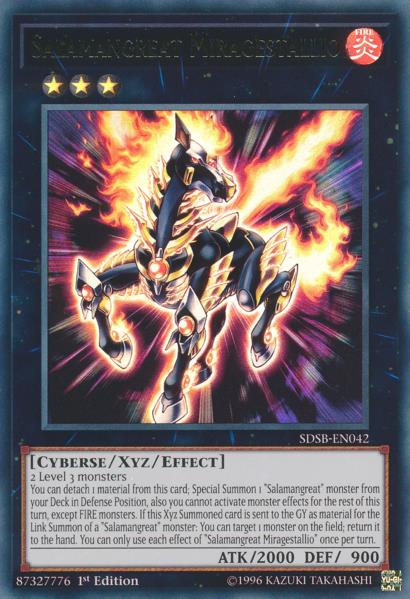 Salamangreat Miragestallio
FIRE
炎
SDSB-EN042
[Cyberse/Xyz/Effect]
2 Level 3 monsters
You can detach 1 material from this card; Special Summon 1 "Salamangreat" monster from
your Deck in Defense Position, also you cannot activate monster effects for the rest of this
turn, except FIRE monsters. If this Xyz Summoned card is sent to the GY as material for
the Link Summon of a "Salamangreat" monster: You can target 1 monster on the field; return it
to the hand. You can only use each effect of "Salamangreat Miragestallio" once per turn.
ATK/2000 DEF/ 900
87327776 1st Edition ©1996 KAZUKI TAKAHASHI